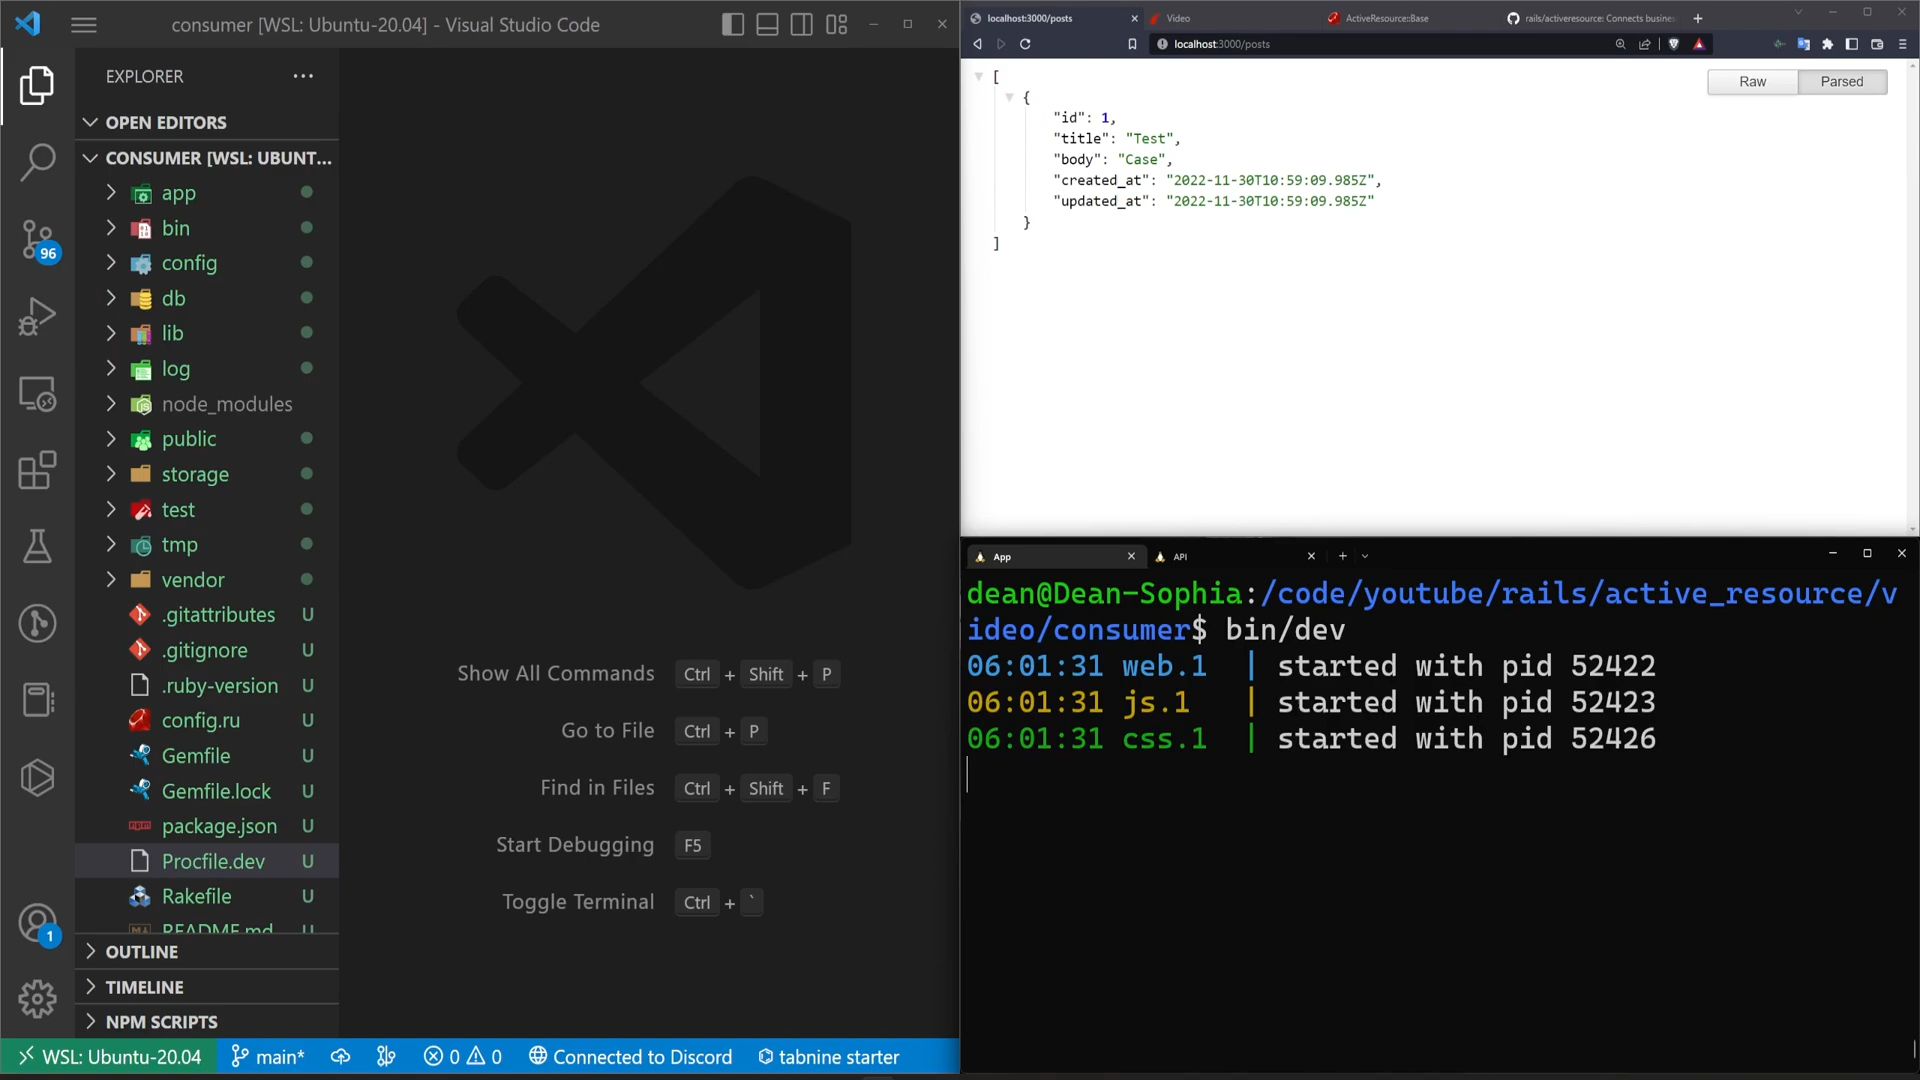 consumer [WSL: Ubuntu-20.04] - Visual Studio Code
EXPLORER
OPEN EDITORS
CONSUMER [WSL: UBUNT...
app
bin
config
db
lib
log
node_modules
public
storage
test
tmp
vendor
.gitattributes U
.gitignore U
.ruby-version U
config.ru U
Gemfile U
Gemfile.lock U
package.json U
Procfile.dev U
Rakefile U
README.md U
OUTLINE
TIMELINE
NPM SCRIPTS
96
1
Show All Commands Ctrl + Shift + P
Go to File Ctrl + P
Find in Files Ctrl + Shift + F
Start Debugging F5
Toggle Terminal Ctrl + `
WSL: Ubuntu-20.04 main* 0 0 Connected to Discord tabnine starter
localhost:3000/posts Video ActiveResource::Base rails/activeresource: Connects busines
localhost:3000/posts
Raw Parsed
[
{
"id": 1,
"title": "Test",
"body": "Case",
"created_at": "2022-11-30T10:59:09.985Z",
"updated_at": "2022-11-30T10:59:09.985Z"
}
]
App API
dean@Dean-Sophia:/code/youtube/rails/active_resource/v
ideo/consumer$ bin/dev
06:01:31 web.1 | started with pid 52422
06:01:31 js.1 | started with pid 52423
06:01:31 css.1 | started with pid 52426